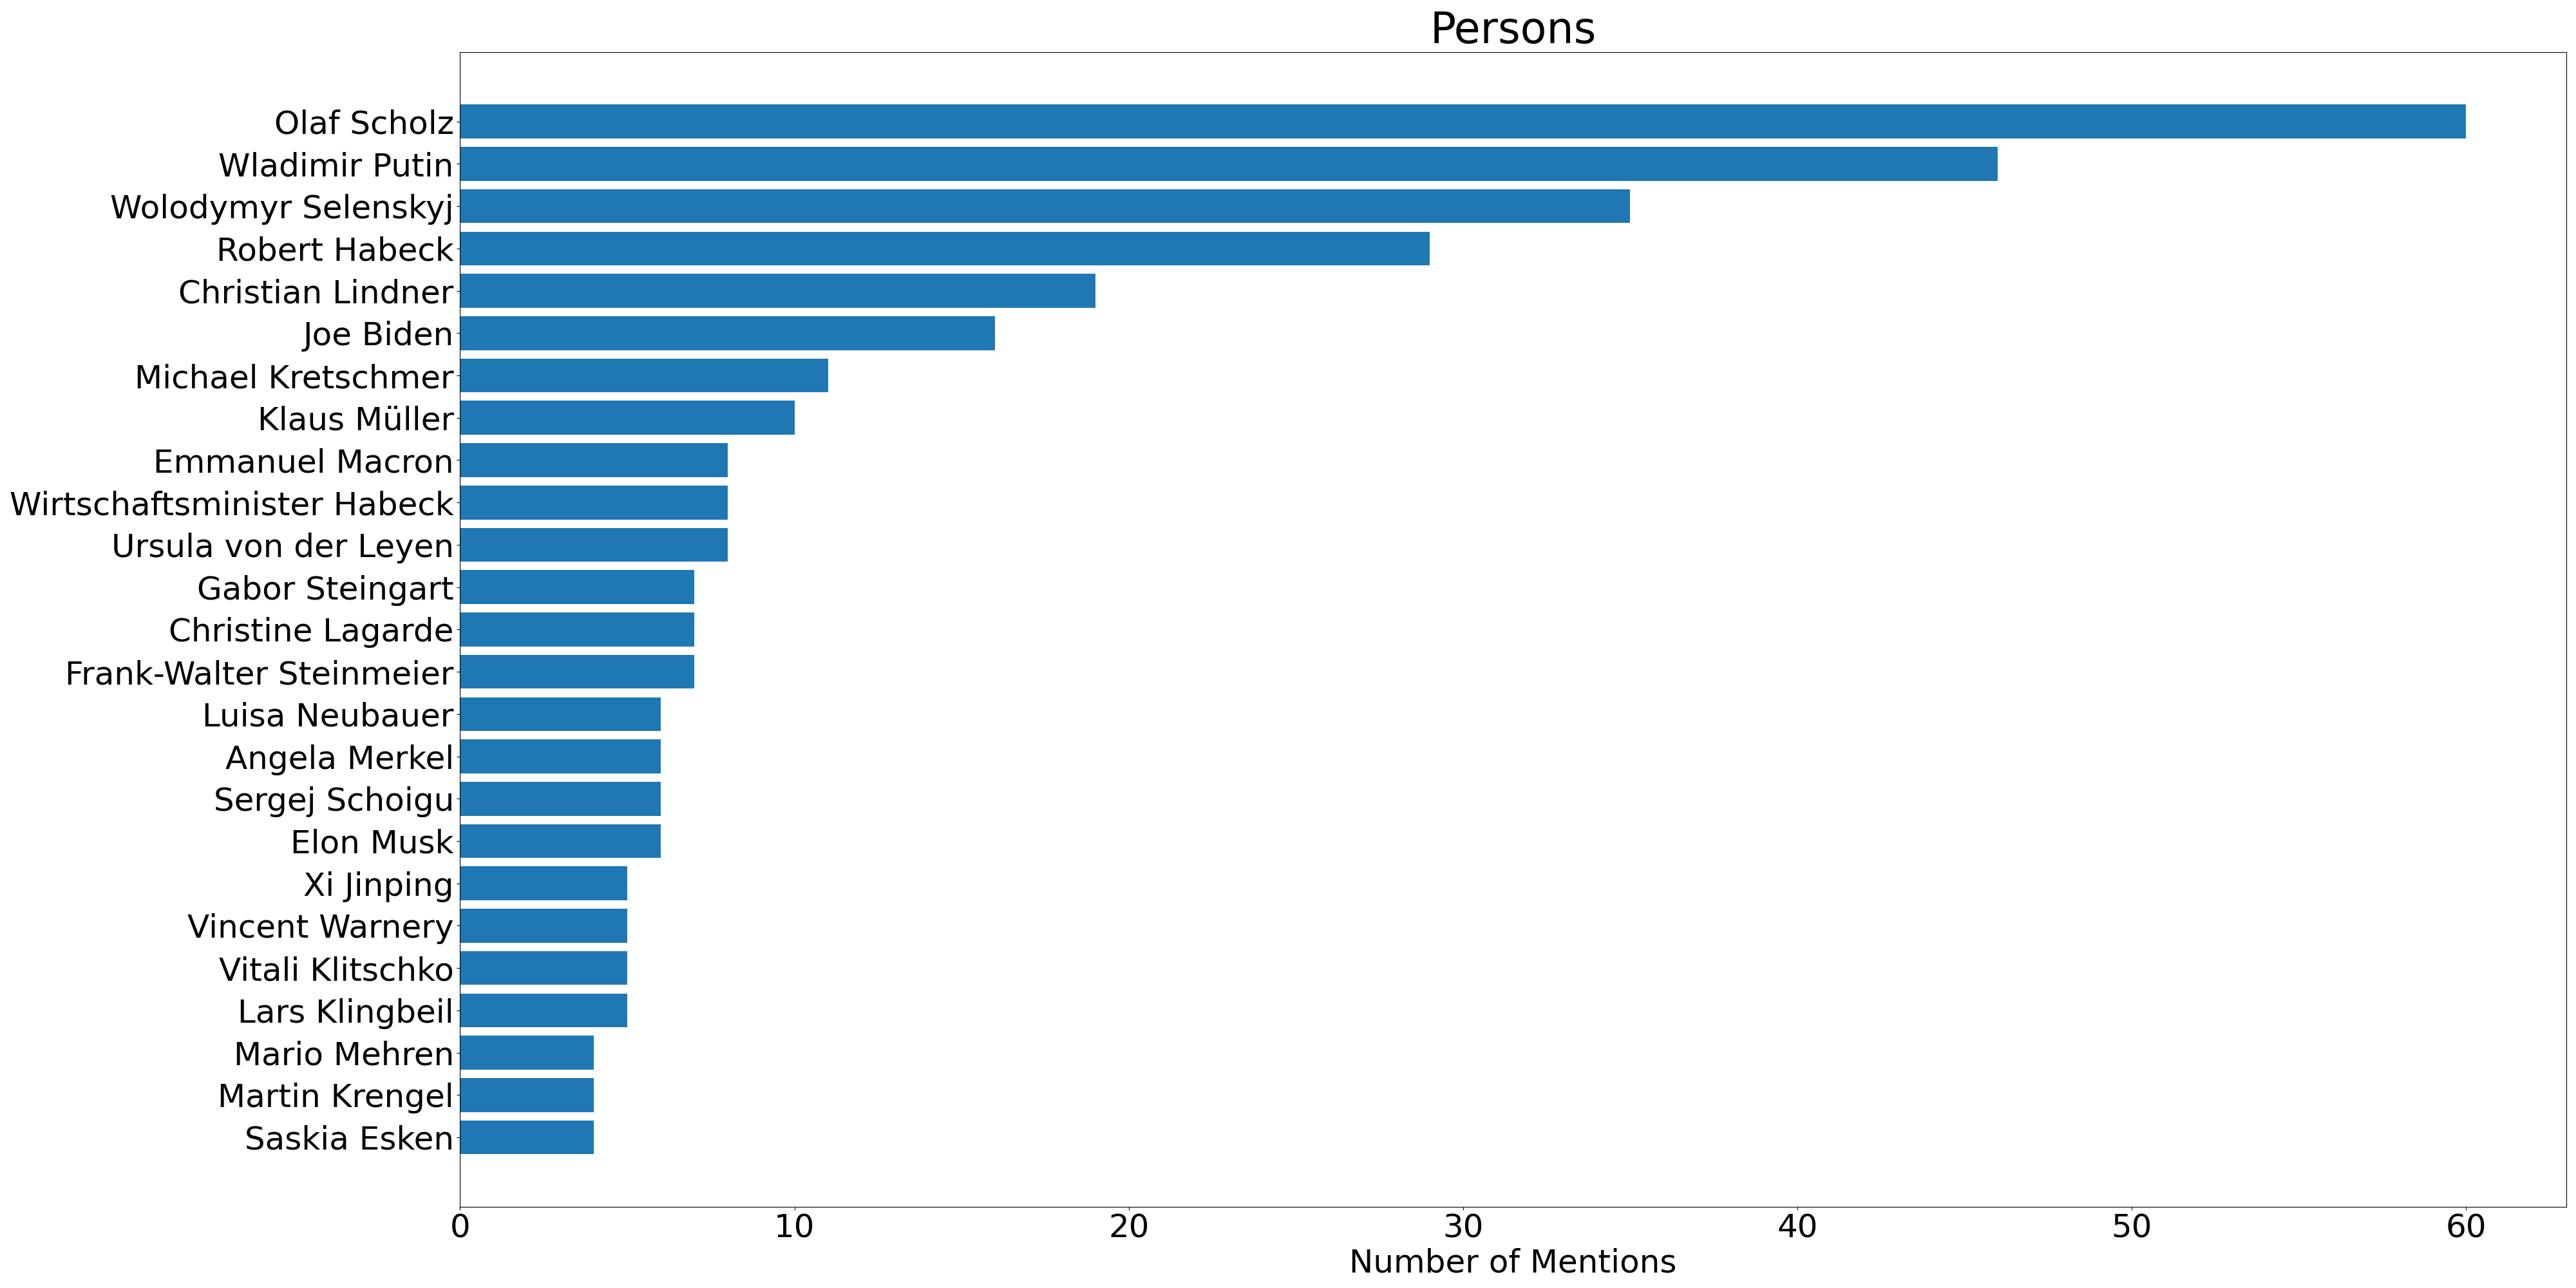 Persons
Olaf Scholz
Wladimir Putin
Wolodymyr Selenskyj
Robert Habeck
Christian Lindner
Joe Biden
Michael Kretschmer
Klaus Müller
Emmanuel Macron
Wirtschaftsminister Habeck
Ursula von der Leyen
Gabor Steingart
Christine Lagarde
Frank-Walter Steinmeier
Luisa Neubauer
Angela Merkel
Sergej Schoigu
Elon Musk
Xi Jinping
Vincent Warnery
Vitali Klitschko
Lars Klingbeil
Mario Mehren
Martin Krengel
Saskia Esken
0 10 20 30 40 50 60
Number of Mentions